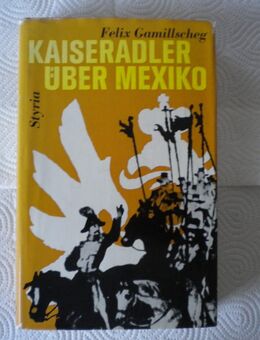 Felix Gamillscheg
KAISERADLER
ÜBER MEXIKO
Styria